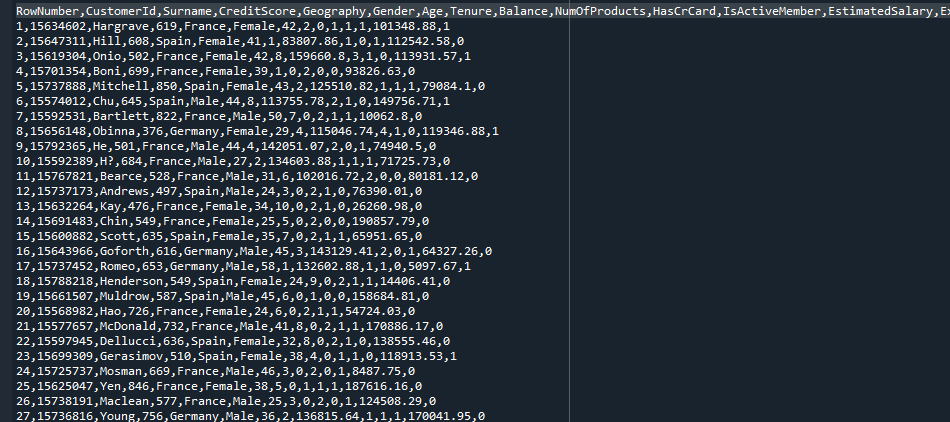 RowNumber,CustomerId,Surname,CreditScore,Geography,Gender,Age,Tenure,Balance,NumOfProducts,HasCrCard,IsActiveMember,EstimatedSalary,Ex
1,15634602,Hargrave,619,France,Female,42,2,0,1,1,1,101348.88,1
2,15647311,Hill,608,Spain,Female,41,1,83807.86,1,0,1,112542.58,0
3,15619304,Onio,502,France,Female,42,8,159660.8,3,1,0,113931.57,1
4,15701354,Boni,699,France,Female,39,1,0,2,0,0,93826.63,0
5,15737888,Mitchell,850,Spain,Female,43,2,125510.82,1,1,1,79084.1,0
6,15574012,Chu,645,Spain,Male,44,8,113755.78,2,1,0,149756.71,1
7,15592531,Bartlett,822,France,Male,50,7,0,2,1,1,10062.8,0
8,15656148,Obinna,376,Germany,Female,29,4,115046.74,4,1,0,119346.88,1
9,15792365,He,501,France,Male,44,4,142051.07,2,0,1,74940.5,0
10,15592389,H?,684,France,Male,27,2,134603.88,1,1,1,71725.73,0
11,15767821,Bearce,528,France,Male,31,6,102016.72,2,0,0,80181.12,0
12,15737173,Andrews,497,Spain,Male,24,3,0,2,1,0,76390.01,0
13,15632264,Kay,476,France,Female,34,10,0,2,1,0,26260.98,0
14,15691483,Chin,549,France,Female,25,5,0,2,0,0,190857.79,0
15,15600882,Scott,635,Spain,Female,35,7,0,2,1,1,65951.65,0
16,15643966,Goforth,616,Germany,Male,45,3,143129.41,2,0,1,64327.26,0
17,15737452,Romeo,653,Germany,Male,58,1,132602.88,1,1,0,5097.67,1
18,15788218,Henderson,549,Spain,Female,24,9,0,2,1,1,14406.41,0
19,15661507,Muldrow,587,Spain,Male,45,6,0,1,0,0,158684.81,0
20,15568982,Hao,726,France,Female,24,6,0,2,1,1,54724.03,0
21,15577657,McDonald,732,France,Male,41,8,0,2,1,1,170886.17,0
22,15597945,Dellucci,636,Spain,Female,32,8,0,2,1,0,138555.46,0
23,15699309,Gerasimov,510,Spain,Female,38,4,0,1,1,0,118913.53,1
24,15725737,Mosman,669,France,Male,46,3,0,2,0,1,8487.75,0
25,15625047,Yen,846,France,Female,38,5,0,1,1,1,187616.16,0
26,15738191,Maclean,577,France,Male,25,3,0,2,0,1,124508.29,0
27,15736816,Young,756,Germany,Male,36,2,136815.64,1,1,1,170041.95,0